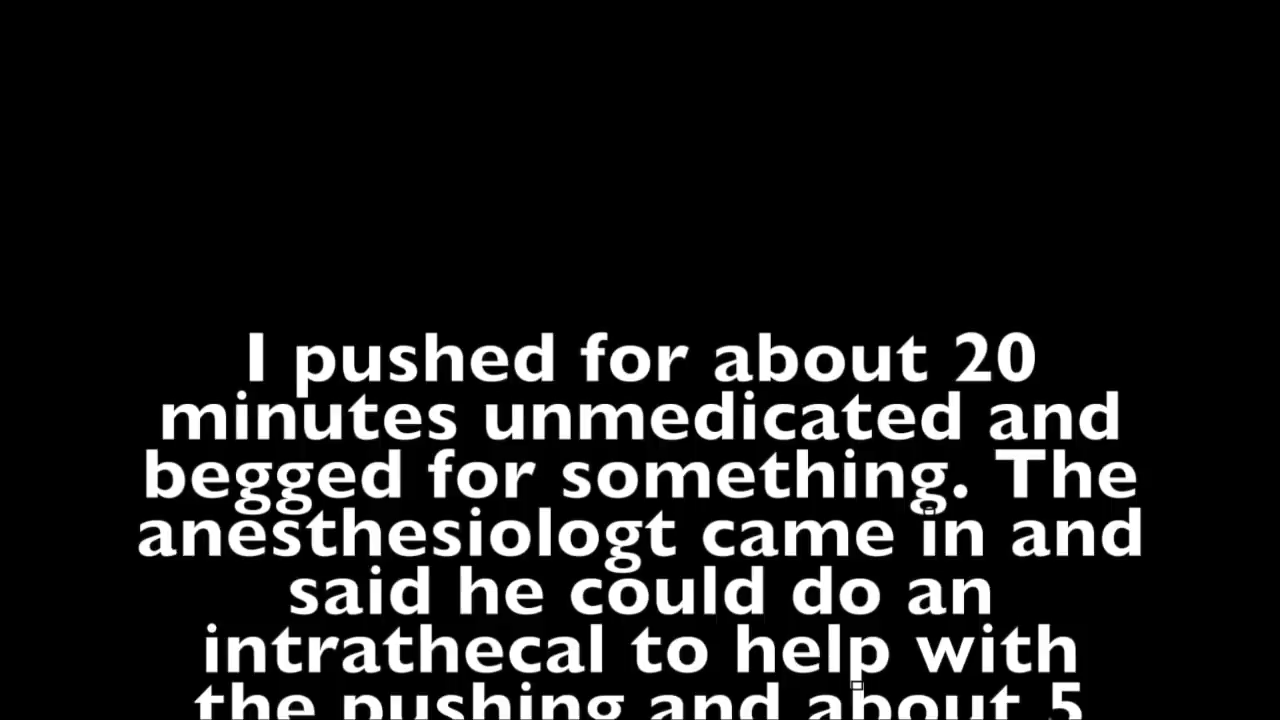 I pushed for about 20
minutes unmedicated and
begged for something. The
anesthesiologt came in and
said he could do an
intrathecal to help with
the pushing and about 5